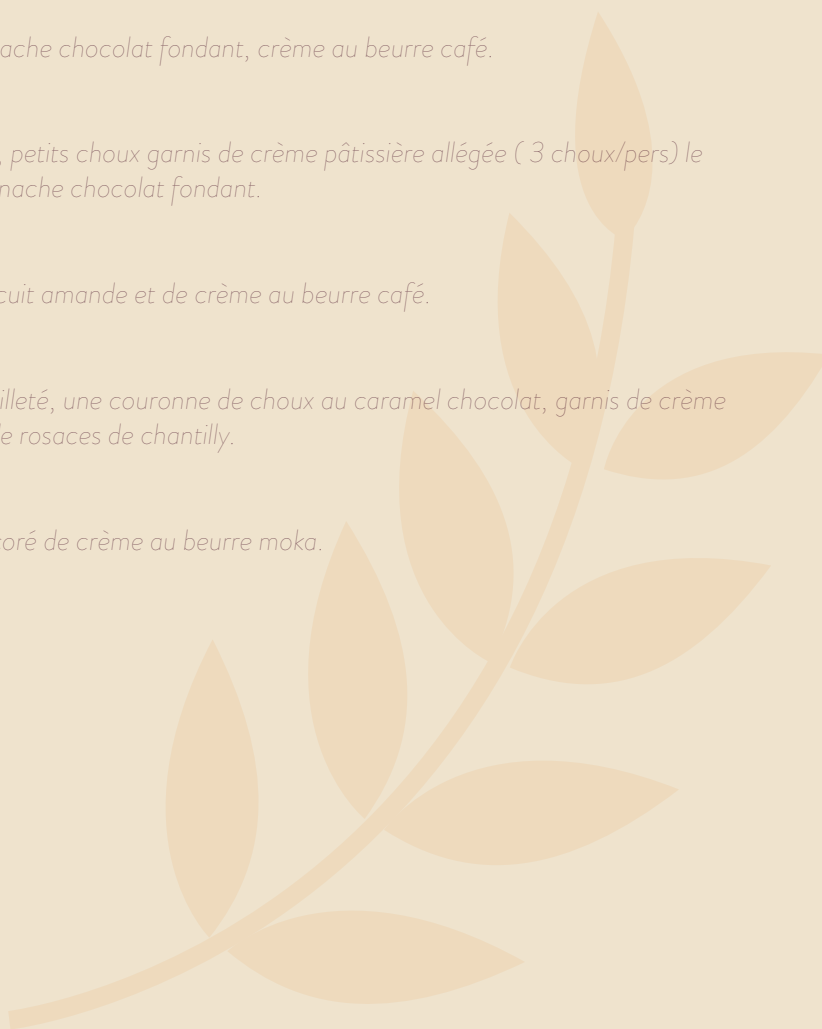 ache chocolat fondant, crème au beurre café.
, petits choux garnis de crème pâtissière allégée ( 3 choux/pers) le
nache chocolat fondant.
cuit amande et de crème au beurre café.
illeté, une couronne de choux au caramel chocolat, garnis de crème
e rosaces de chantilly.
coré de crème au beurre moka.